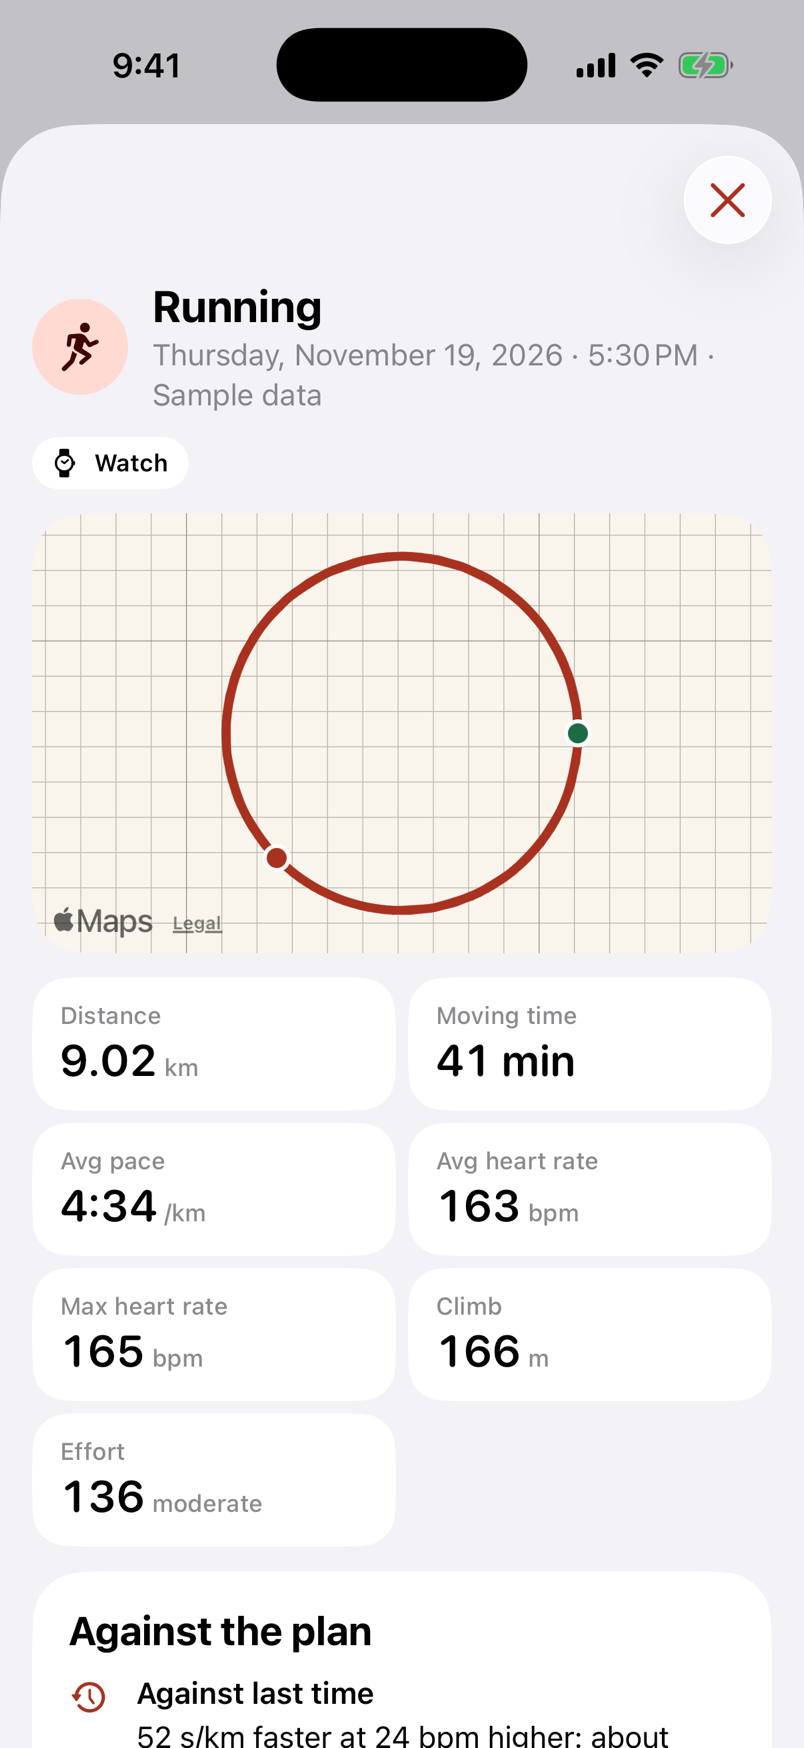 9:41
Running
Thursday, November 19, 2026 · 5:30 PM ·
Sample data
Watch
Maps Legal
Distance
9.02 km
Moving time
41 min
Avg pace
4:34 /km
Avg heart rate
163 bpm
Max heart rate
165 bpm
Climb
166 m
Effort
136 moderate
Against the plan
Against last time
52 s/km faster at 24 bpm higher: about